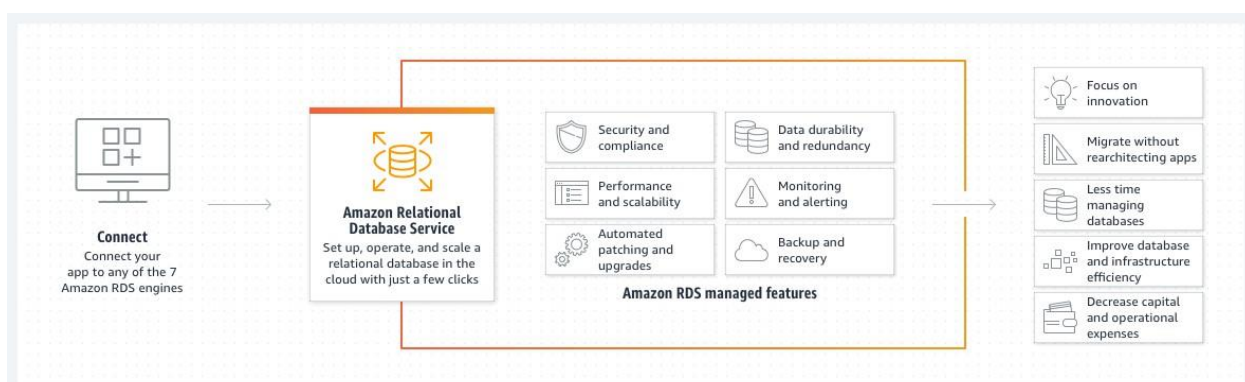 Connect
Connect your
app to any of the 7
Amazon RDS engines
Amazon Relational
Database Service
Set up, operate, and scale a
relational database in the
cloud with just a few clicks
Security and
compliance
Data durability
and redundancy
Performance
and scalability
Monitoring
and alerting
Automated
patching and
upgrades
Backup and
recovery
Amazon RDS managed features
Focus on
innovation
Migrate without
rearchitecting apps
Less time
managing
databases
Improve database
and infrastructure
efficiency
Decrease capital
and operational
expenses